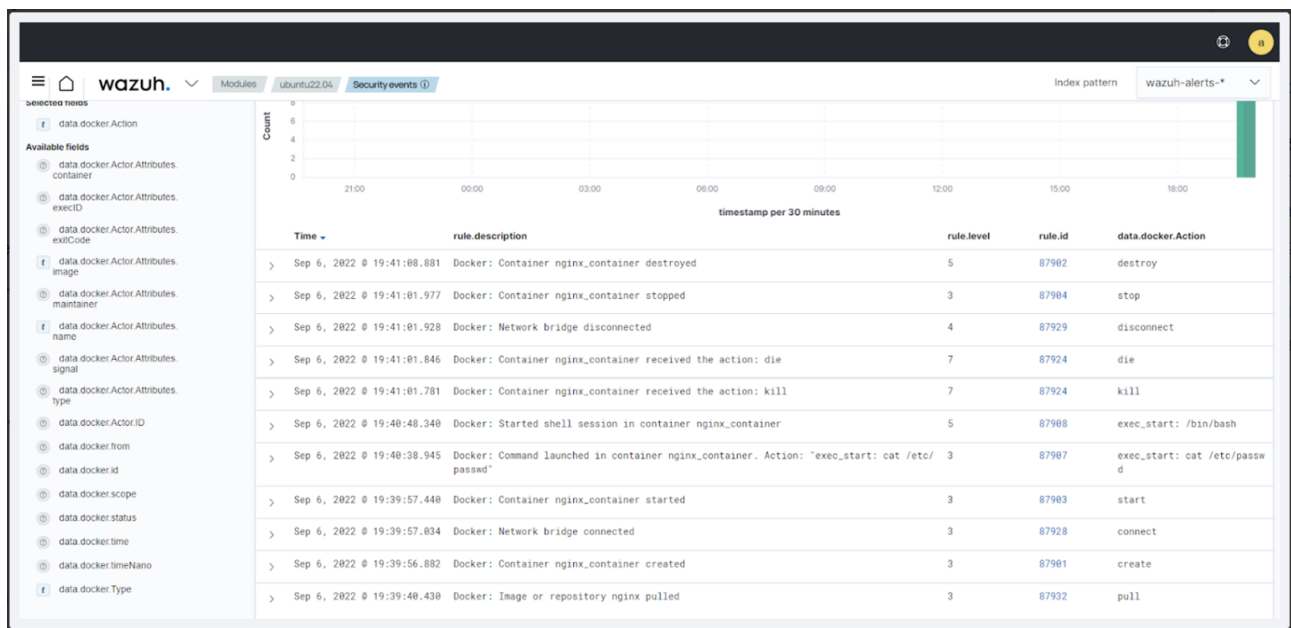 a
wazuh. Modules ubuntu22.04 Security events Index pattern wazuh-alerts-*
Selected fields
t data.docker.Action
Available fields
data.docker.Actor.Attributes.
container
data.docker.Actor.Attributes.
execID
data.docker.Actor.Attributes.
exitCode
t data.docker.Actor.Attributes.
image
data.docker.Actor.Attributes.
maintainer
t data.docker.Actor.Attributes.
name
data.docker.Actor.Attributes.
signal
data.docker.Actor.Attributes.
type
data.docker.Actor.ID
data.docker.from
data.docker.id
data.docker.scope
data.docker.status
data.docker.time
data.docker.timeNano
t data.docker.Type
Count
8
6
4
2
0
21:00 00:00 03:00 06:00 09:00 12:00 15:00 18:00
timestamp per 30 minutes
Time rule.description rule.level rule.id data.docker.Action
Sep 6, 2022 @ 19:41:08.881 Docker: Container nginx_container destroyed 5 87902 destroy
Sep 6, 2022 @ 19:41:01.977 Docker: Container nginx_container stopped 3 87904 stop
Sep 6, 2022 @ 19:41:01.928 Docker: Network bridge disconnected 4 87929 disconnect
Sep 6, 2022 @ 19:41:01.846 Docker: Container nginx_container received the action: die 7 87924 die
Sep 6, 2022 @ 19:41:01.781 Docker: Container nginx_container received the action: kill 7 87924 kill
Sep 6, 2022 @ 19:40:48.340 Docker: Started shell session in container nginx_container 5 87908 exec_start: /bin/bash
Sep 6, 2022 @ 19:40:38.945 Docker: Command launched in container nginx_container. Action: "exec_start: cat /etc/ 3 87907 exec_start: cat /etc/passw
passwd" d
Sep 6, 2022 @ 19:39:57.440 Docker: Container nginx_container started 3 87903 start
Sep 6, 2022 @ 19:39:57.034 Docker: Network bridge connected 3 87928 connect
Sep 6, 2022 @ 19:39:56.882 Docker: Container nginx_container created 3 87901 create
Sep 6, 2022 @ 19:39:40.430 Docker: Image or repository nginx pulled 3 87932 pull